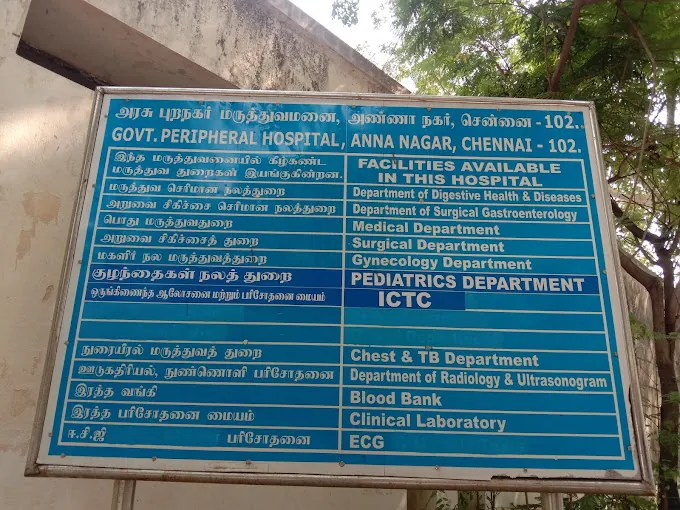 அரசு புறநகர் மருத்துவமனை, அண்ணா நகர், சென்னை - 102.
GOVT. PERIPHERAL HOSPITAL, ANNA NAGAR, CHENNAI - 102.
இந்த மருத்துவனையில் கீழ்கண்ட
மருத்துவ துறைகள் இயங்குகின்றன.
FACILITIES AVAILABLE
IN THIS HOSPITAL
மருத்துவ செரிமான நலத்துறை Department of Digestive Health & Diseases
அறுவை சிகிச்சை செரிமான நலத்துறை Department of Surgical Gastroenterology
பொது மருத்துவதுறை Medical Department
அறுவை சிகிச்சைத் துறை Surgical Department
மகளிர் நல மருத்துவத்துறை Gynecology Department
குழந்தைகள் நலத் துறை PEDIATRICS DEPARTMENT
ஒருங்கிணைந்த ஆலோசனை மற்றும் பரிசோதனை மையம் ICTC
நுரையீரல் மருத்துவத் துறை Chest & TB Department
ஊடுகதிரியல், நுண்ணொளி பரிசோதனை Department of Radiology & Ultrasonogram
இரத்த வங்கி Blood Bank
இரத்த பரிசோதனை மையம் Clinical Laboratory
ஈ.சி.ஜி பரிசோதனை ECG